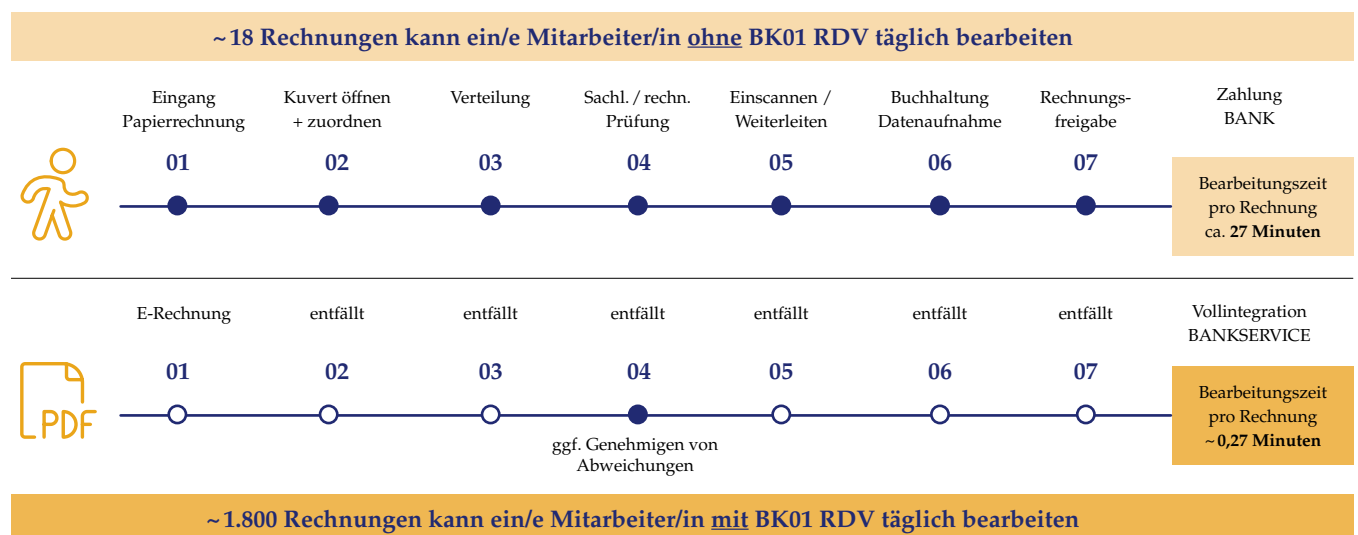 ~ 18 Rechnungen kann ein/e Mitarbeiter/in ohne BK01 RDV täglich bearbeiten
Eingang
Papierrechnung
Kuvert öffnen
+ zuordnen
Verteilung
Sachl. / rechn.
Prüfung
Einscannen /
Weiterleiten
Buchhaltung
Datenaufnahme
Rechnungs-
freigabe
Zahlung
BANK
01 02 03 04 05 06 07
Bearbeitungszeit
pro Rechnung
ca. 27 Minuten
E-Rechnung entfällt entfällt entfällt entfällt entfällt entfällt
Vollintegration
BANKSERVICE
01 02 03 04 05 06 07
PDF
ggf. Genehmigen von
Abweichungen
Bearbeitungszeit
pro Rechnung
~ 0,27 Minuten
~ 1.800 Rechnungen kann ein/e Mitarbeiter/in mit BK01 RDV täglich bearbeiten